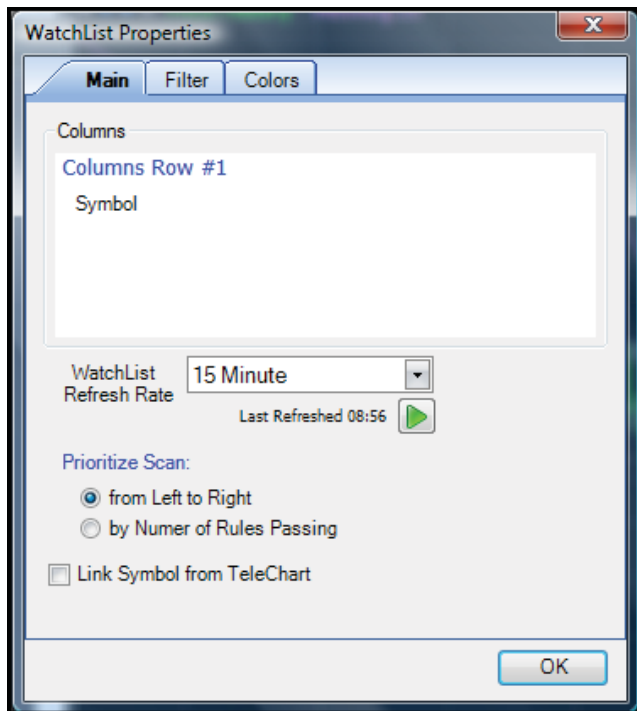 WatchList Properties
Main Filter Colors
Columns
Columns Row #1
Symbol
WatchList
Refresh Rate
15 Minute
Last Refreshed 08:56
Prioritize Scan:
from Left to Right
by Numer of Rules Passing
Link Symbol from TeleChart
OK